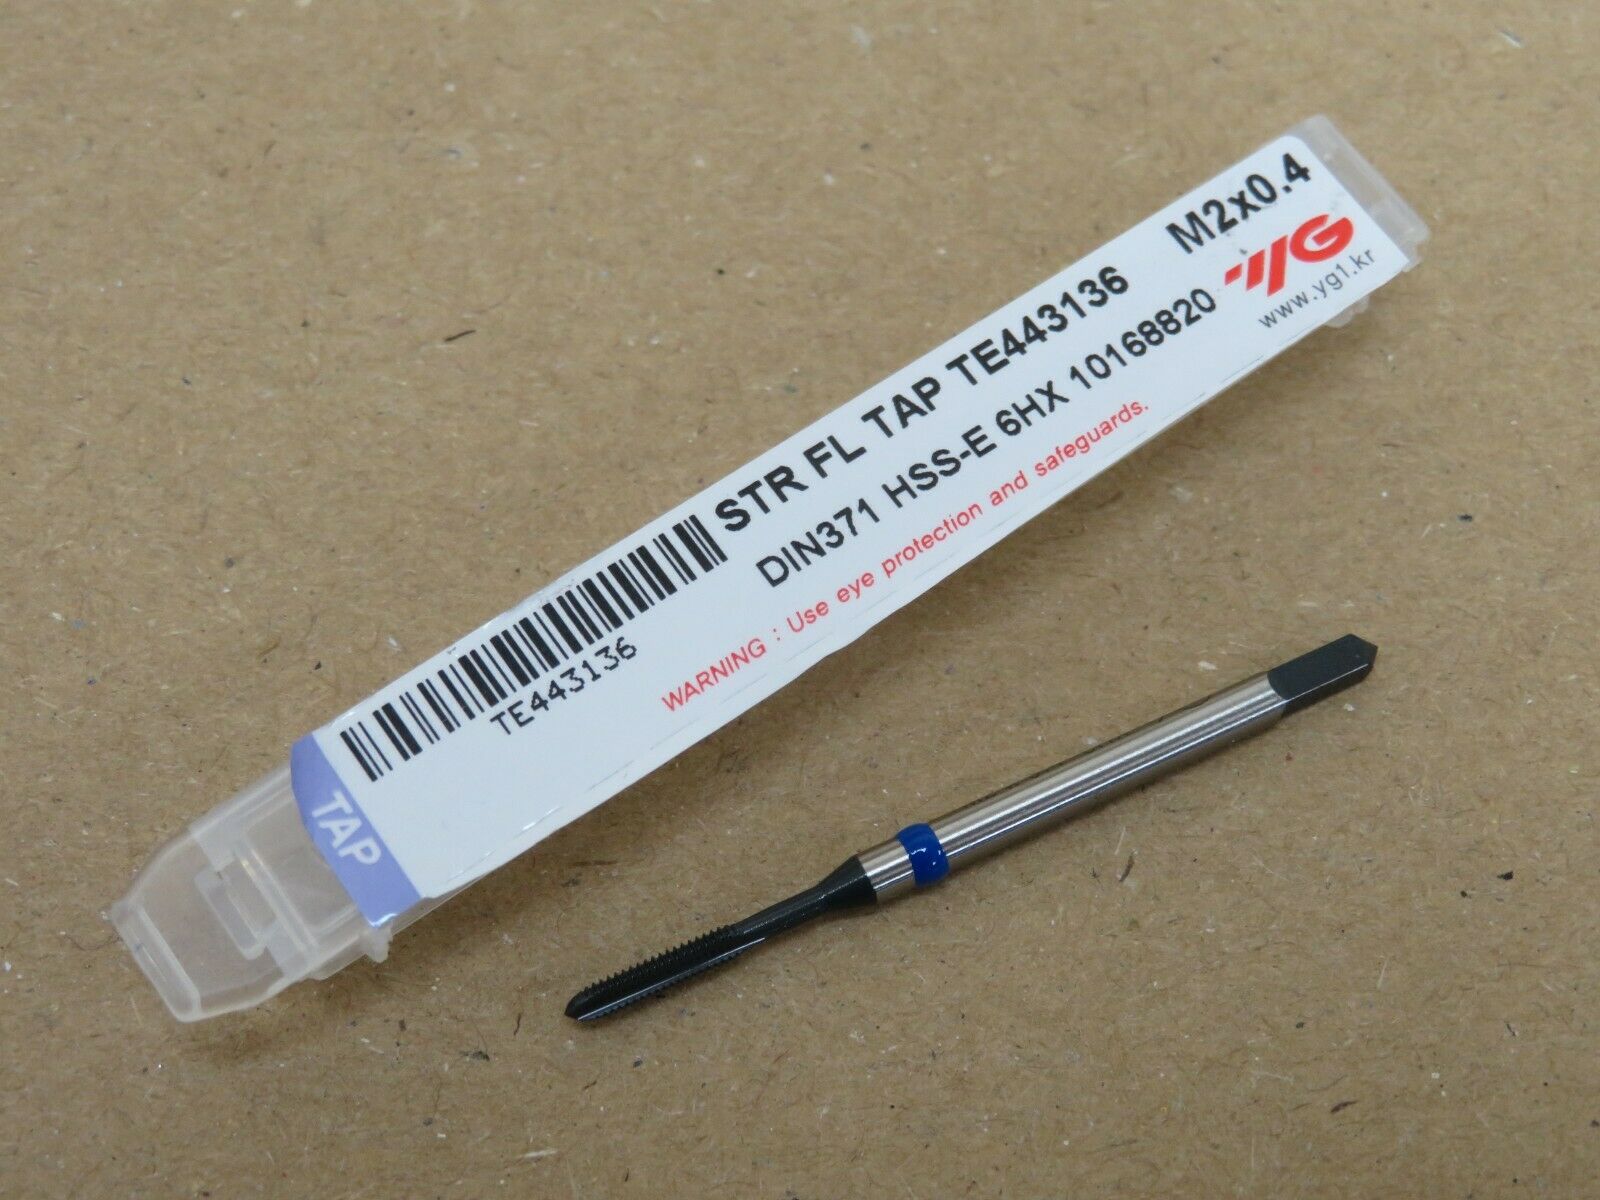 STR FL TAP TE443136 M2x0.4
DIN371 HSS-E 6HX 10168820
YG
www.yg1.kr
WARNING : Use eye protection and safeguards.
TE443136
TAP